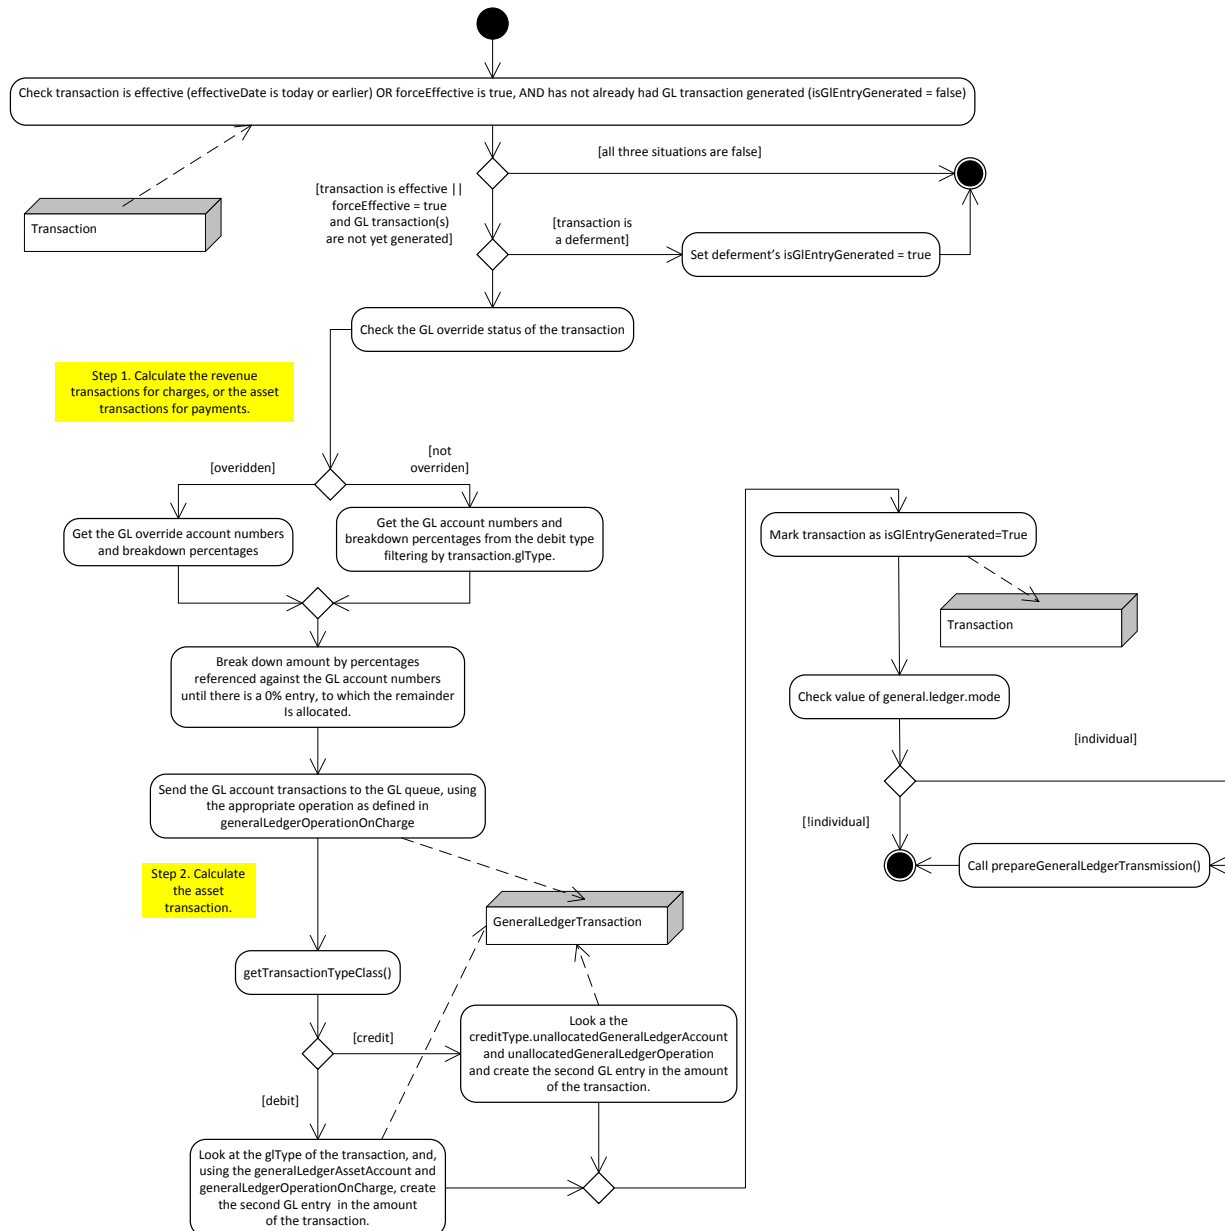 Check transaction is effective (effectiveDate is today or earlier) OR forceEffective is true, AND has not already had GL transaction generated (isGlEntryGenerated = false)
[all three situations are false]
[transaction is effective ||
forceEffective = true
and GL transaction(s)
are not yet generated]
Transaction
[transaction is
a deferment]
Set deferment's isGlEntryGenerated = true
Check the GL override status of the transaction
Step 1. Calculate the revenue
transactions for charges, or the asset
transactions for payments.
[overidden]
[not
overriden]
Get the GL override account numbers
and breakdown percentages
Get the GL account numbers and
breakdown percentages from the debit type
filtering by transaction.glType.
Break down amount by percentages
referenced against the GL account numbers
until there is a 0% entry, to which the remainder
Is allocated.
Send the GL account transactions to the GL queue, using
the appropriate operation as defined in
generalLedgerOperationOnCharge
Step 2. Calculate
the asset
transaction.
GeneralLedgerTransaction
getTransactionTypeClass()
[credit]
Look a the
creditType.unallocatedGeneralLedgerAccount
and unallocatedGeneralLedgerOperation
and create the second GL entry in the amount
of the transaction.
[debit]
Look at the glType of the transaction, and,
using the generalLedgerAssetAccount and
generalLedgerOperationOnCharge, create
the second GL entry  in the amount
of the transaction.
Mark transaction as isGlEntryGenerated=True
Transaction
Check value of general.ledger.mode
[individual]
[!individual]
Call prepareGeneralLedgerTransmission()